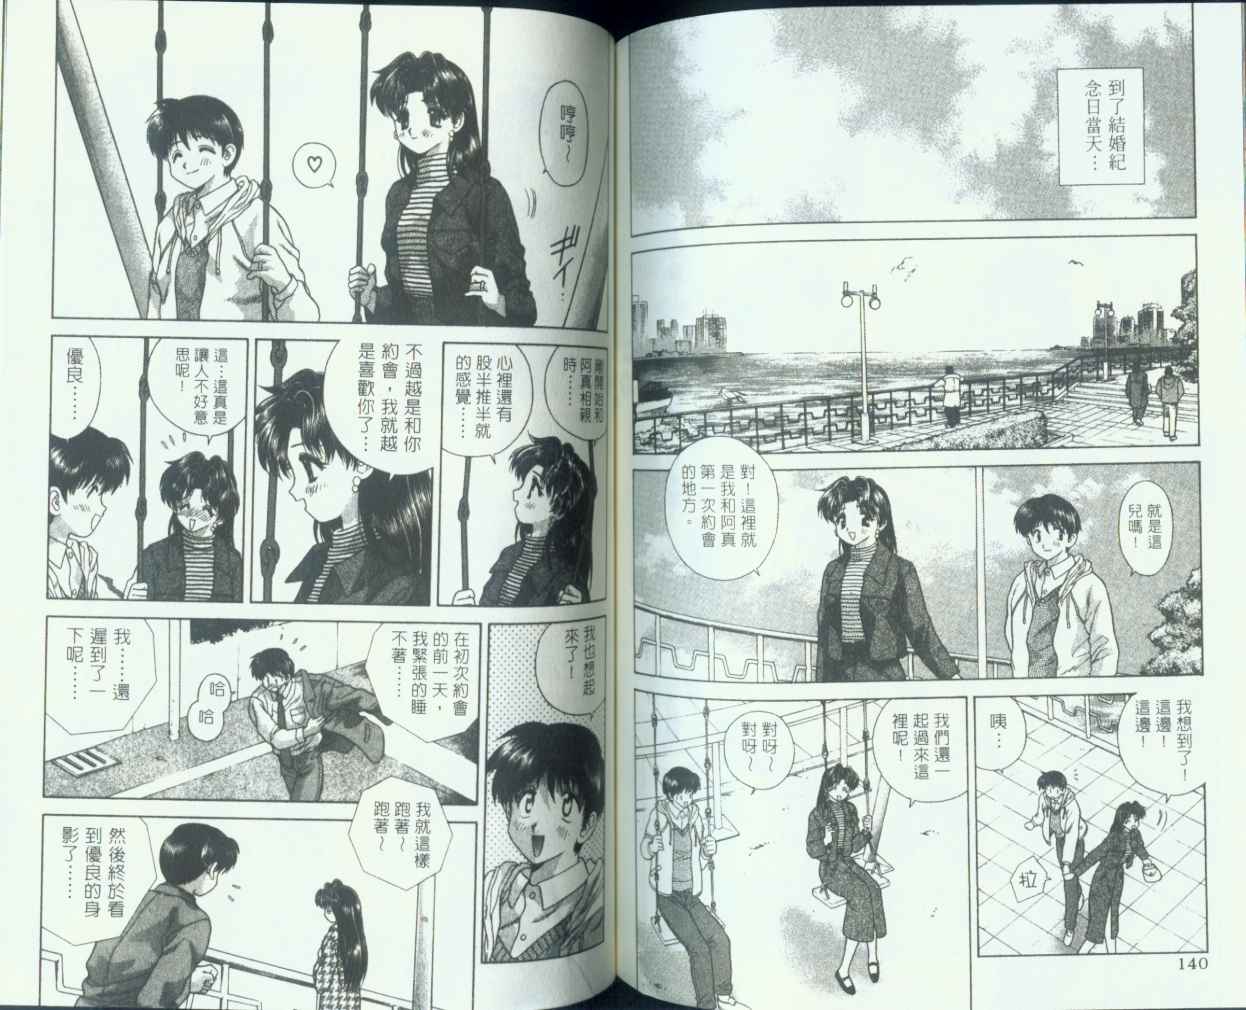 到了結婚紀
念日當天…
就是這
兒嗎！
對！這裡就
是我和阿真
第一次約會
的地方。
我想到了！
這邊！
這邊！
咦…
拉
我們還一
起過來這
裡呢！
對呀～
對呀～
140
哼哼～
♡
ギイ…
剛開始和
阿真相親
時……
心裡還有
股半推半就
的感覺……
不過越是和你
約會，我就越
是喜歡你了…
這…這真是
讓人不好意
思呢！
優良……
我也想起
來了！
在初次約會
的前一天，
我緊張的睡
不著……
哈
哈
我……還
遲到了一
下呢……
我就這樣
跑著～
跑著～
然後終於看
到優良的身
影了……